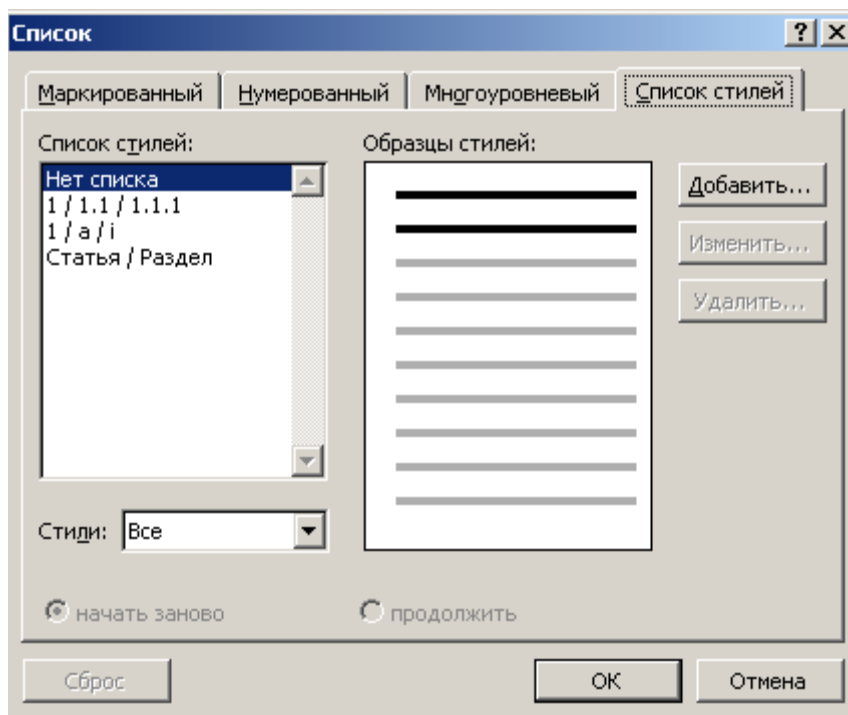 Список
Маркированный Нумерованный Многоуровневый Список стилей
Список стилей: Образцы стилей:
Нет списка
1 / 1.1 / 1.1.1
1 / a / i
Статья / Раздел
Добавить...
Изменить...
Удалить...
Стили: Все
начать заново продолжить
Сброс ОК Отмена